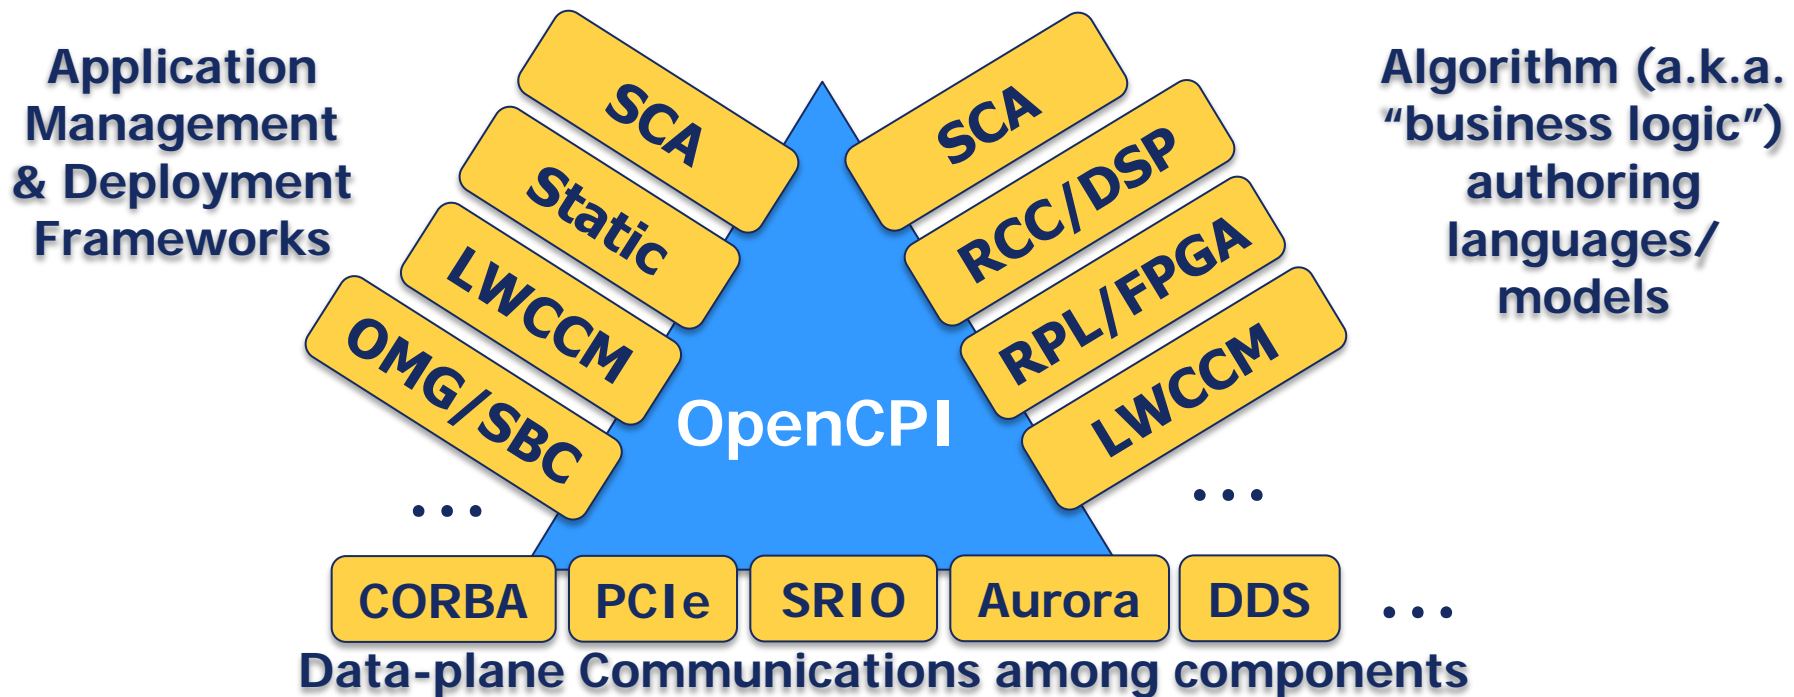 Application
Management
& Deployment
Frameworks
SCA
Static
LWCCM
OMG/SBC
...
OpenCPI
SCA
RCC/DSP
RPL/FPGA
LWCCM
...
Algorithm (a.k.a.
“business logic”)
authoring
languages/
models
CORBA PCIe SRIO Aurora DDS ...
Data-plane Communications among components